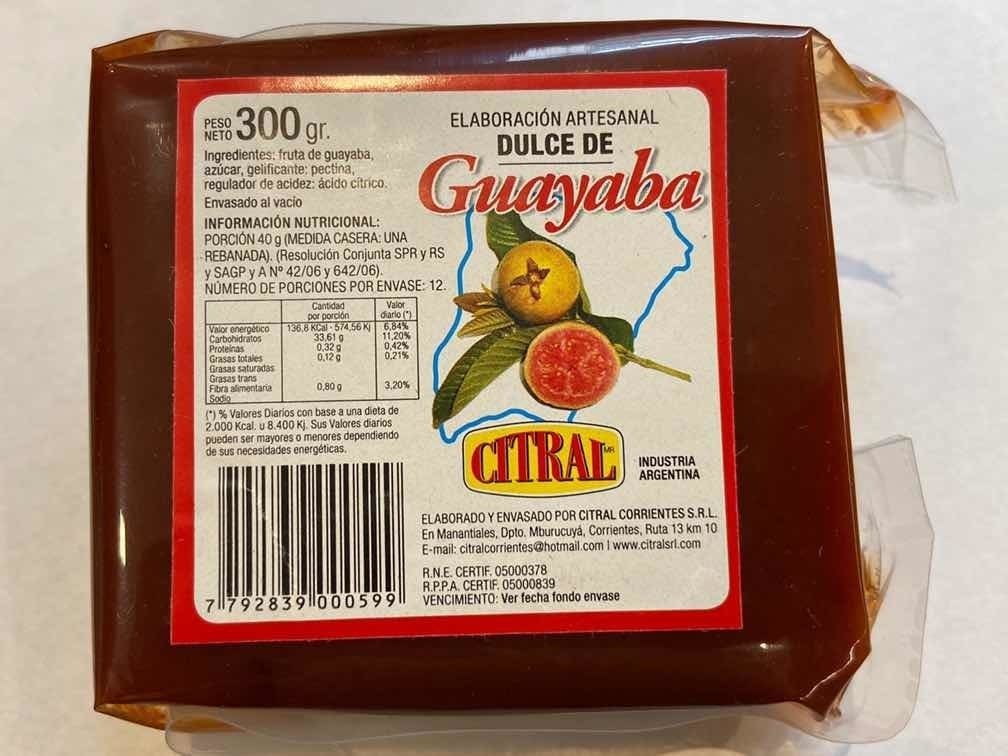 PESO NETO 300 gr.
Ingredientes: fruta de guayaba,
azúcar, gelificante: pectina,
regulador de acidez: ácido cítrico.
Envasado al vacío
INFORMACIÓN NUTRICIONAL:
PORCIÓN 40 g (MEDIDA CASERA: UNA
REBANADA). (Resolución Conjunta SPR y RS
y SAGP y A Nº 42/06 y 642/06).
NÚMERO DE PORCIONES POR ENVASE: 12.
Cantidad por porción Valor diario (*)
Valor energético 136,8 KCal - 574,56 Kj 6,84%
Carbohidratos 33,61 g 11,20%
Proteínas 0,32 g 0,42%
Grasas totales 0,12 g 0,21%
Grasas saturadas
Grasas trans
Fibra alimentaria 0,80 g 3,20%
Sodio
(*) % Valores Diarios con base a una dieta de
2.000 Kcal. u 8.400 Kj. Sus Valores diarios
pueden ser mayores o menores dependiendo
de sus necesidades energéticas.
7 792839 000599
ELABORACIÓN ARTESANAL
DULCE DE
Guayaba
CITRAL MR
INDUSTRIA
ARGENTINA
ELABORADO Y ENVASADO POR CITRAL CORRIENTES S.R.L.
En Manantiales, Dpto. Mburucuyá, Corrientes, Ruta 13 km 10
E-mail: citralcorrientes@hotmail.com | www.citralsrl.com
R.N.E. CERTIF. 05000378
R.P.P.A. CERTIF. 05000839
VENCIMIENTO: Ver fecha fondo envase